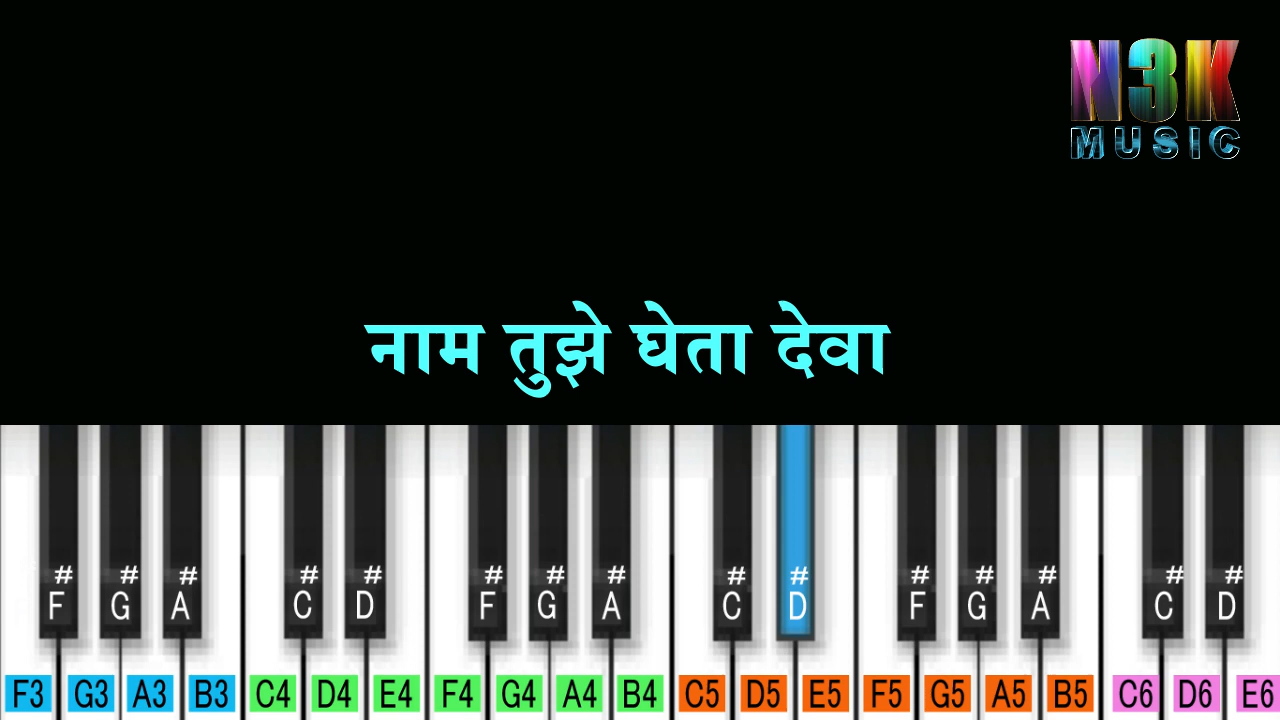 N3K
MUSIC
नाम तुझे घेता देवा
# # # # # # # # # # # # #
F G A C D F G A C D F G A C D
F3 G3 A3 B3 C4 D4 E4 F4 G4 A4 B4 C5 D5 E5 F5 G5 A5 B5 C6 D6 E6